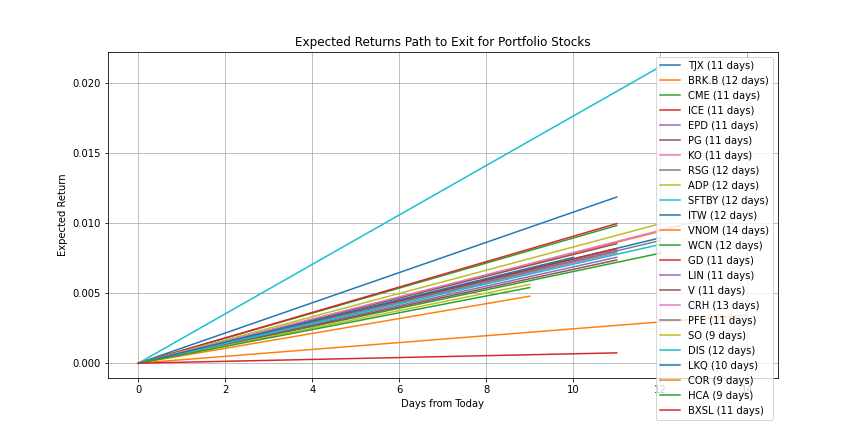 Expected Returns Path to Exit for Portfolio Stocks
Expected Return
0.020
0.015
0.010
0.005
0.000
TJX (11 days)
BRK.B (12 days)
CME (11 days)
ICE (11 days)
EPD (11 days)
PG (11 days)
KO (11 days)
RSG (12 days)
ADP (12 days)
SFTBY (12 days)
ITW (12 days)
VNOM (14 days)
WCN (12 days)
GD (11 days)
LIN (11 days)
V (11 days)
CRH (13 days)
PFE (11 days)
SO (9 days)
DIS (12 days)
LKQ (10 days)
COR (9 days)
HCA (9 days)
BXSL (11 days)
0 2 4 6 8 10 12
Days from Today